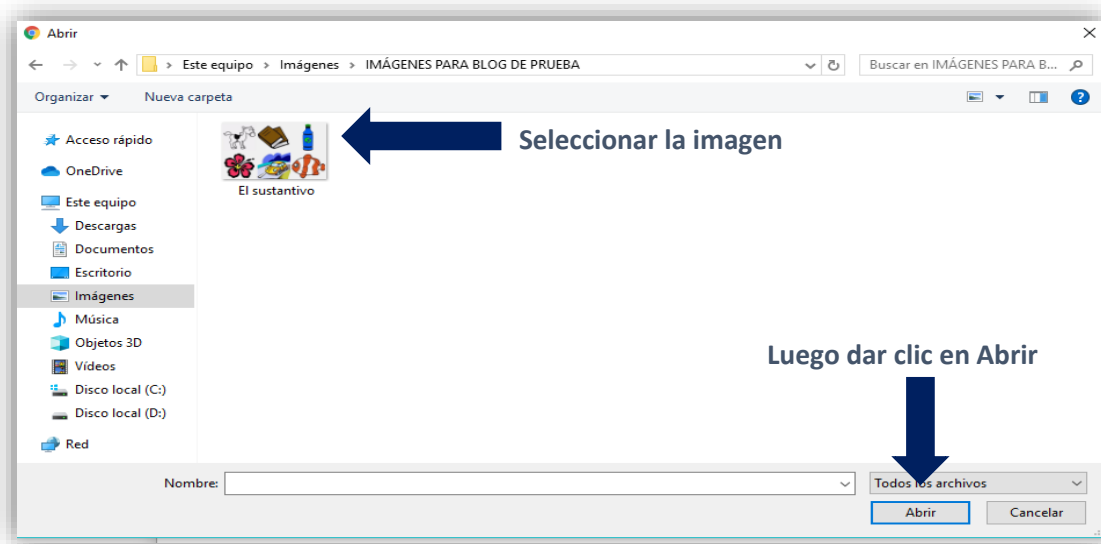 Abrir
Este equipo > Imágenes > IMÁGENES PARA BLOG DE PRUEBA
Buscar en IMÁGENES PARA B...
Organizar
Nueva carpeta
Acceso rápido
OneDrive
Este equipo
Descargas
Documentos
Escritorio
Imágenes
Música
Objetos 3D
Vídeos
Disco local (C:)
Disco local (D:)
Red
El sustantivo
Seleccionar la imagen
Luego dar clic en Abrir
Nombre:
Todos los archivos
Abrir
Cancelar